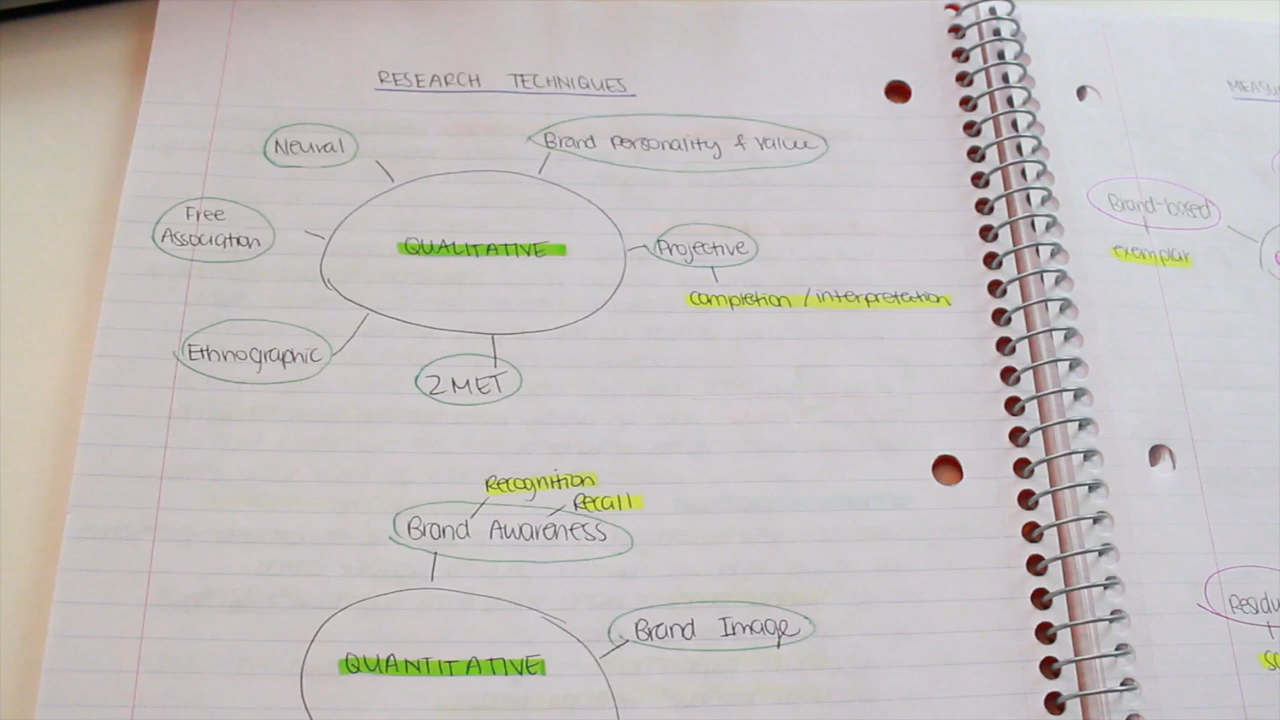 RESEARCH TECHNIQUES
Neural
Brand personality & value
Free
Association
QUALITATIVE
Projective
completion / interpretation
Ethnographic
ZMET
Recognition
Recall
Brand Awareness
Brand Image
QUANTITATIVE
Brand-based
exemplar